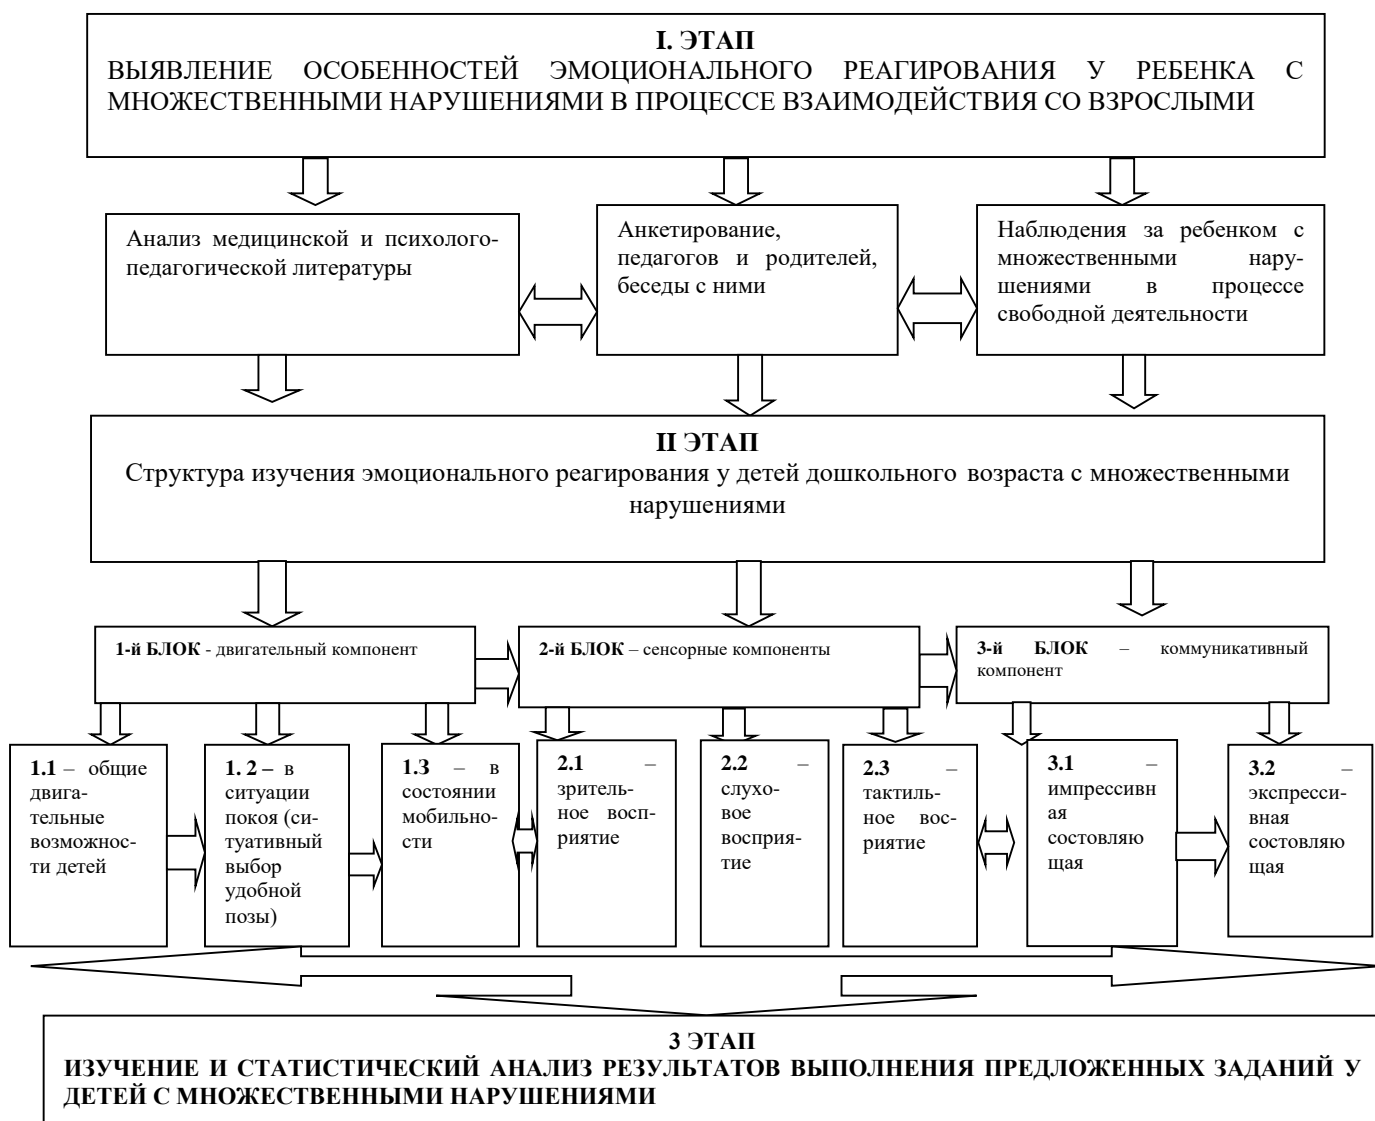 I. ЭТАП
ВЫЯВЛЕНИЕ ОСОБЕННОСТЕЙ ЭМОЦИОНАЛЬНОГО РЕАГИРОВАНИЯ У РЕБЕНКА С
МНОЖЕСТВЕННЫМИ НАРУШЕНИЯМИ В ПРОЦЕССЕ ВЗАИМОДЕЙСТВИЯ СО ВЗРОСЛЫМИ
Анализ медицинской и психолого-
педагогической литературы
Анкетирование,
педагогов и родителей,
беседы с ними
Наблюдения за ребенком с
множественными нару-
шениями в процессе
свободной деятельности
II ЭТАП
Структура изучения эмоционального реагирования у детей дошкольного возраста с множественными
нарушениями
1-й БЛОК - двигательный компонент
2-й БЛОК – сенсорные компоненты
3-й БЛОК – коммуникативный
компонент
1.1 – общие
двига-
тельные
возможнос-
ти детей
1. 2 – в
ситуации
покоя (си-
туативный
выбор
удобной
позы)
1.3 – в
состоянии
мобильно-
сти
2.1 –
зритель-
ное восп-
риятие
2.2 –
слухо-
вое
восприя-
тие
2.3 –
тактиль-
ное вос-
риятие
3.1 –
импрессивн
ая
состовляю
щая
3.2 –
экспресси-
вная
состовляю
щая
3 ЭТАП
ИЗУЧЕНИЕ И СТАТИСТИЧЕСКИЙ АНАЛИЗ РЕЗУЛЬТАТОВ ВЫПОЛНЕНИЯ ПРЕДЛОЖЕННЫХ ЗАДАНИЙ У
ДЕТЕЙ С МНОЖЕСТВЕННЫМИ НАРУШЕНИЯМИ